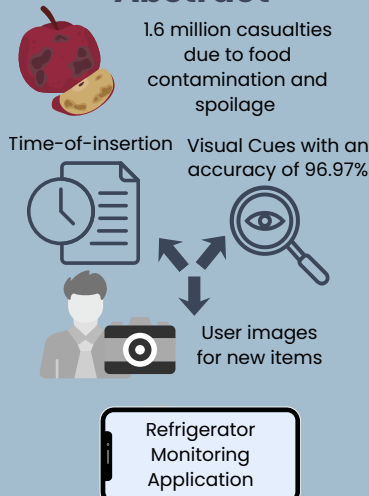 Abstract
1.6 million casualties
due to food
contamination and
spoilage
Time-of-insertion
Visual Cues with an
accuracy of 96.97%
User images
for new items
Refrigerator
Monitoring
Application